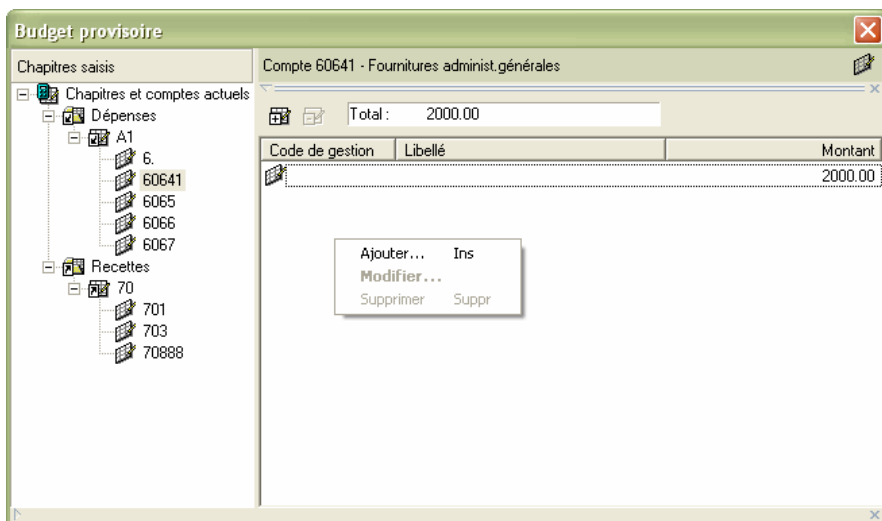 Budget provisoire
Chapitres saisis
Compte 60641 - Fournitures administ.générales
Chapitres et comptes actuels
Dépenses
A1
6.
60641
6065
6066
6067
Recettes
70
701
703
70888
Total : 2000.00
Code de gestion Libellé Montant
2000.00
Ajouter... Ins
Modifier...
Supprimer Suppr